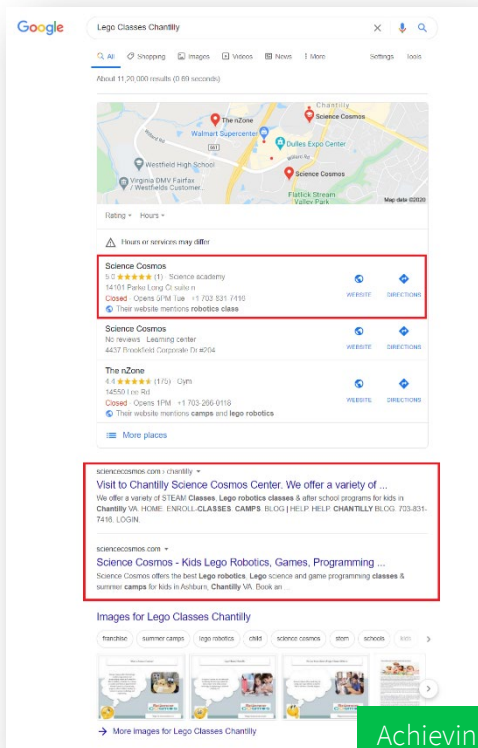 Google
Lego Classes Chantilly
All Shopping Images Videos News More Settings Tools
About 11,20,000 results (0.69 seconds)
Chantilly
The nZone
Science Cosmos
Walmart Supercenter
Dulles Expo Center
Westfield High School
Science Cosmos
Virginia DMV Fairfax
/ Westfields Customer...
Flatlick Stream
Valley Park
Map data ©2020
Rating Hours
Hours or services may differ
Science Cosmos
5.0 (1) · Science academy
14101 Parke Long Ct suite n
Closed · Opens 5PM Tue · +1 703-831-7416
Their website mentions robotics class
WEBSITE DIRECTIONS
Science Cosmos
No reviews · Learning center
4437 Brookfield Corporate Dr #204
WEBSITE DIRECTIONS
The nZone
4.4 (175) · Gym
14550 Lee Rd
Closed · Opens 1PM · +1 703-266-0118
Their website mentions camps and lego robotics
WEBSITE DIRECTIONS
More places
sciencecosmos.com › chantilly
Visit to Chantilly Science Cosmos Center. We offer a variety of ...
We offer a variety of STEAM Classes, Lego robotics classes & after school programs for kids in
Chantilly VA. HOME. ENROLL-CLASSES. CAMPS. BLOG | HELP. HELP. CHANTILLY BLOG. 703-831-
7416. LOGIN.
sciencecosmos.com
Science Cosmos - Kids Lego Robotics, Games, Programming ...
Science Cosmos offers the best Lego robotics, Lego science and game programming classes &
summer camps for kids in Ashburn, Chantilly VA. Book an ...
Images for Lego Classes Chantilly
franchise summer camps lego robotics child science cosmos stem schools kids
More images for Lego Classes Chantilly
Achievin